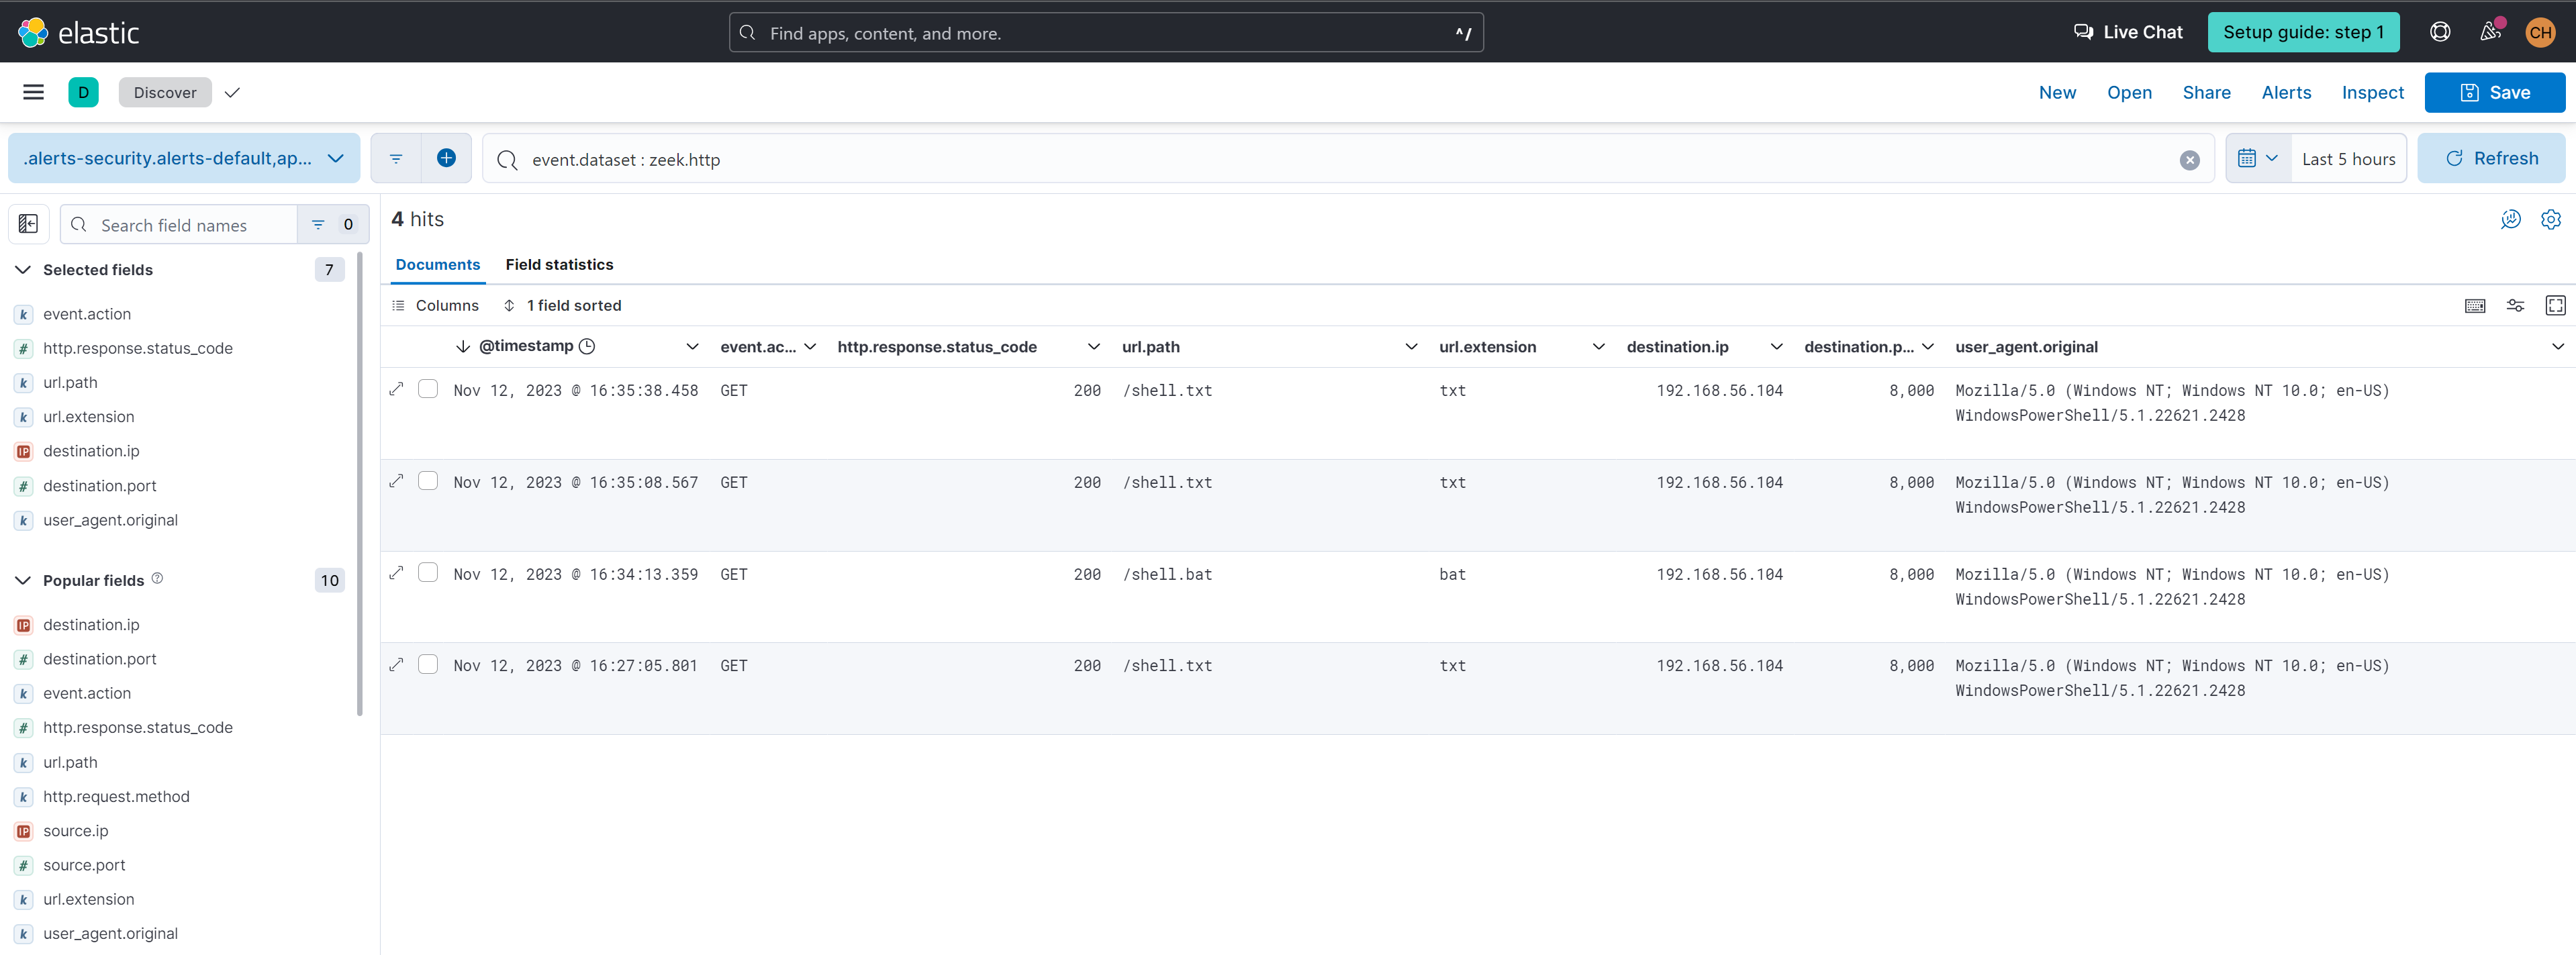 elastic
Find apps, content, and more.
^/
Live Chat
Setup guide: step 1
CH
D
Discover
New
Open
Share
Alerts
Inspect
Save
.alerts-security.alerts-default,ap...
event.dataset : zeek.http
Last 5 hours
Refresh
Search field names
0
Selected fields
7
k event.action
# http.response.status_code
k url.path
k url.extension
IP destination.ip
# destination.port
k user_agent.original
Popular fields
10
IP destination.ip
# destination.port
k event.action
# http.response.status_code
k url.path
k http.request.method
IP source.ip
# source.port
k url.extension
k user_agent.original
4 hits
Documents Field statistics
Columns 1 field sorted
@timestamp event.ac... http.response.status_code url.path url.extension destination.ip destination.p... user_agent.original
Nov 12, 2023 @ 16:35:38.458 GET 200 /shell.txt txt 192.168.56.104 8,000 Mozilla/5.0 (Windows NT; Windows NT 10.0; en-US)
WindowsPowerShell/5.1.22621.2428
Nov 12, 2023 @ 16:35:08.567 GET 200 /shell.txt txt 192.168.56.104 8,000 Mozilla/5.0 (Windows NT; Windows NT 10.0; en-US)
WindowsPowerShell/5.1.22621.2428
Nov 12, 2023 @ 16:34:13.359 GET 200 /shell.bat bat 192.168.56.104 8,000 Mozilla/5.0 (Windows NT; Windows NT 10.0; en-US)
WindowsPowerShell/5.1.22621.2428
Nov 12, 2023 @ 16:27:05.801 GET 200 /shell.txt txt 192.168.56.104 8,000 Mozilla/5.0 (Windows NT; Windows NT 10.0; en-US)
WindowsPowerShell/5.1.22621.2428